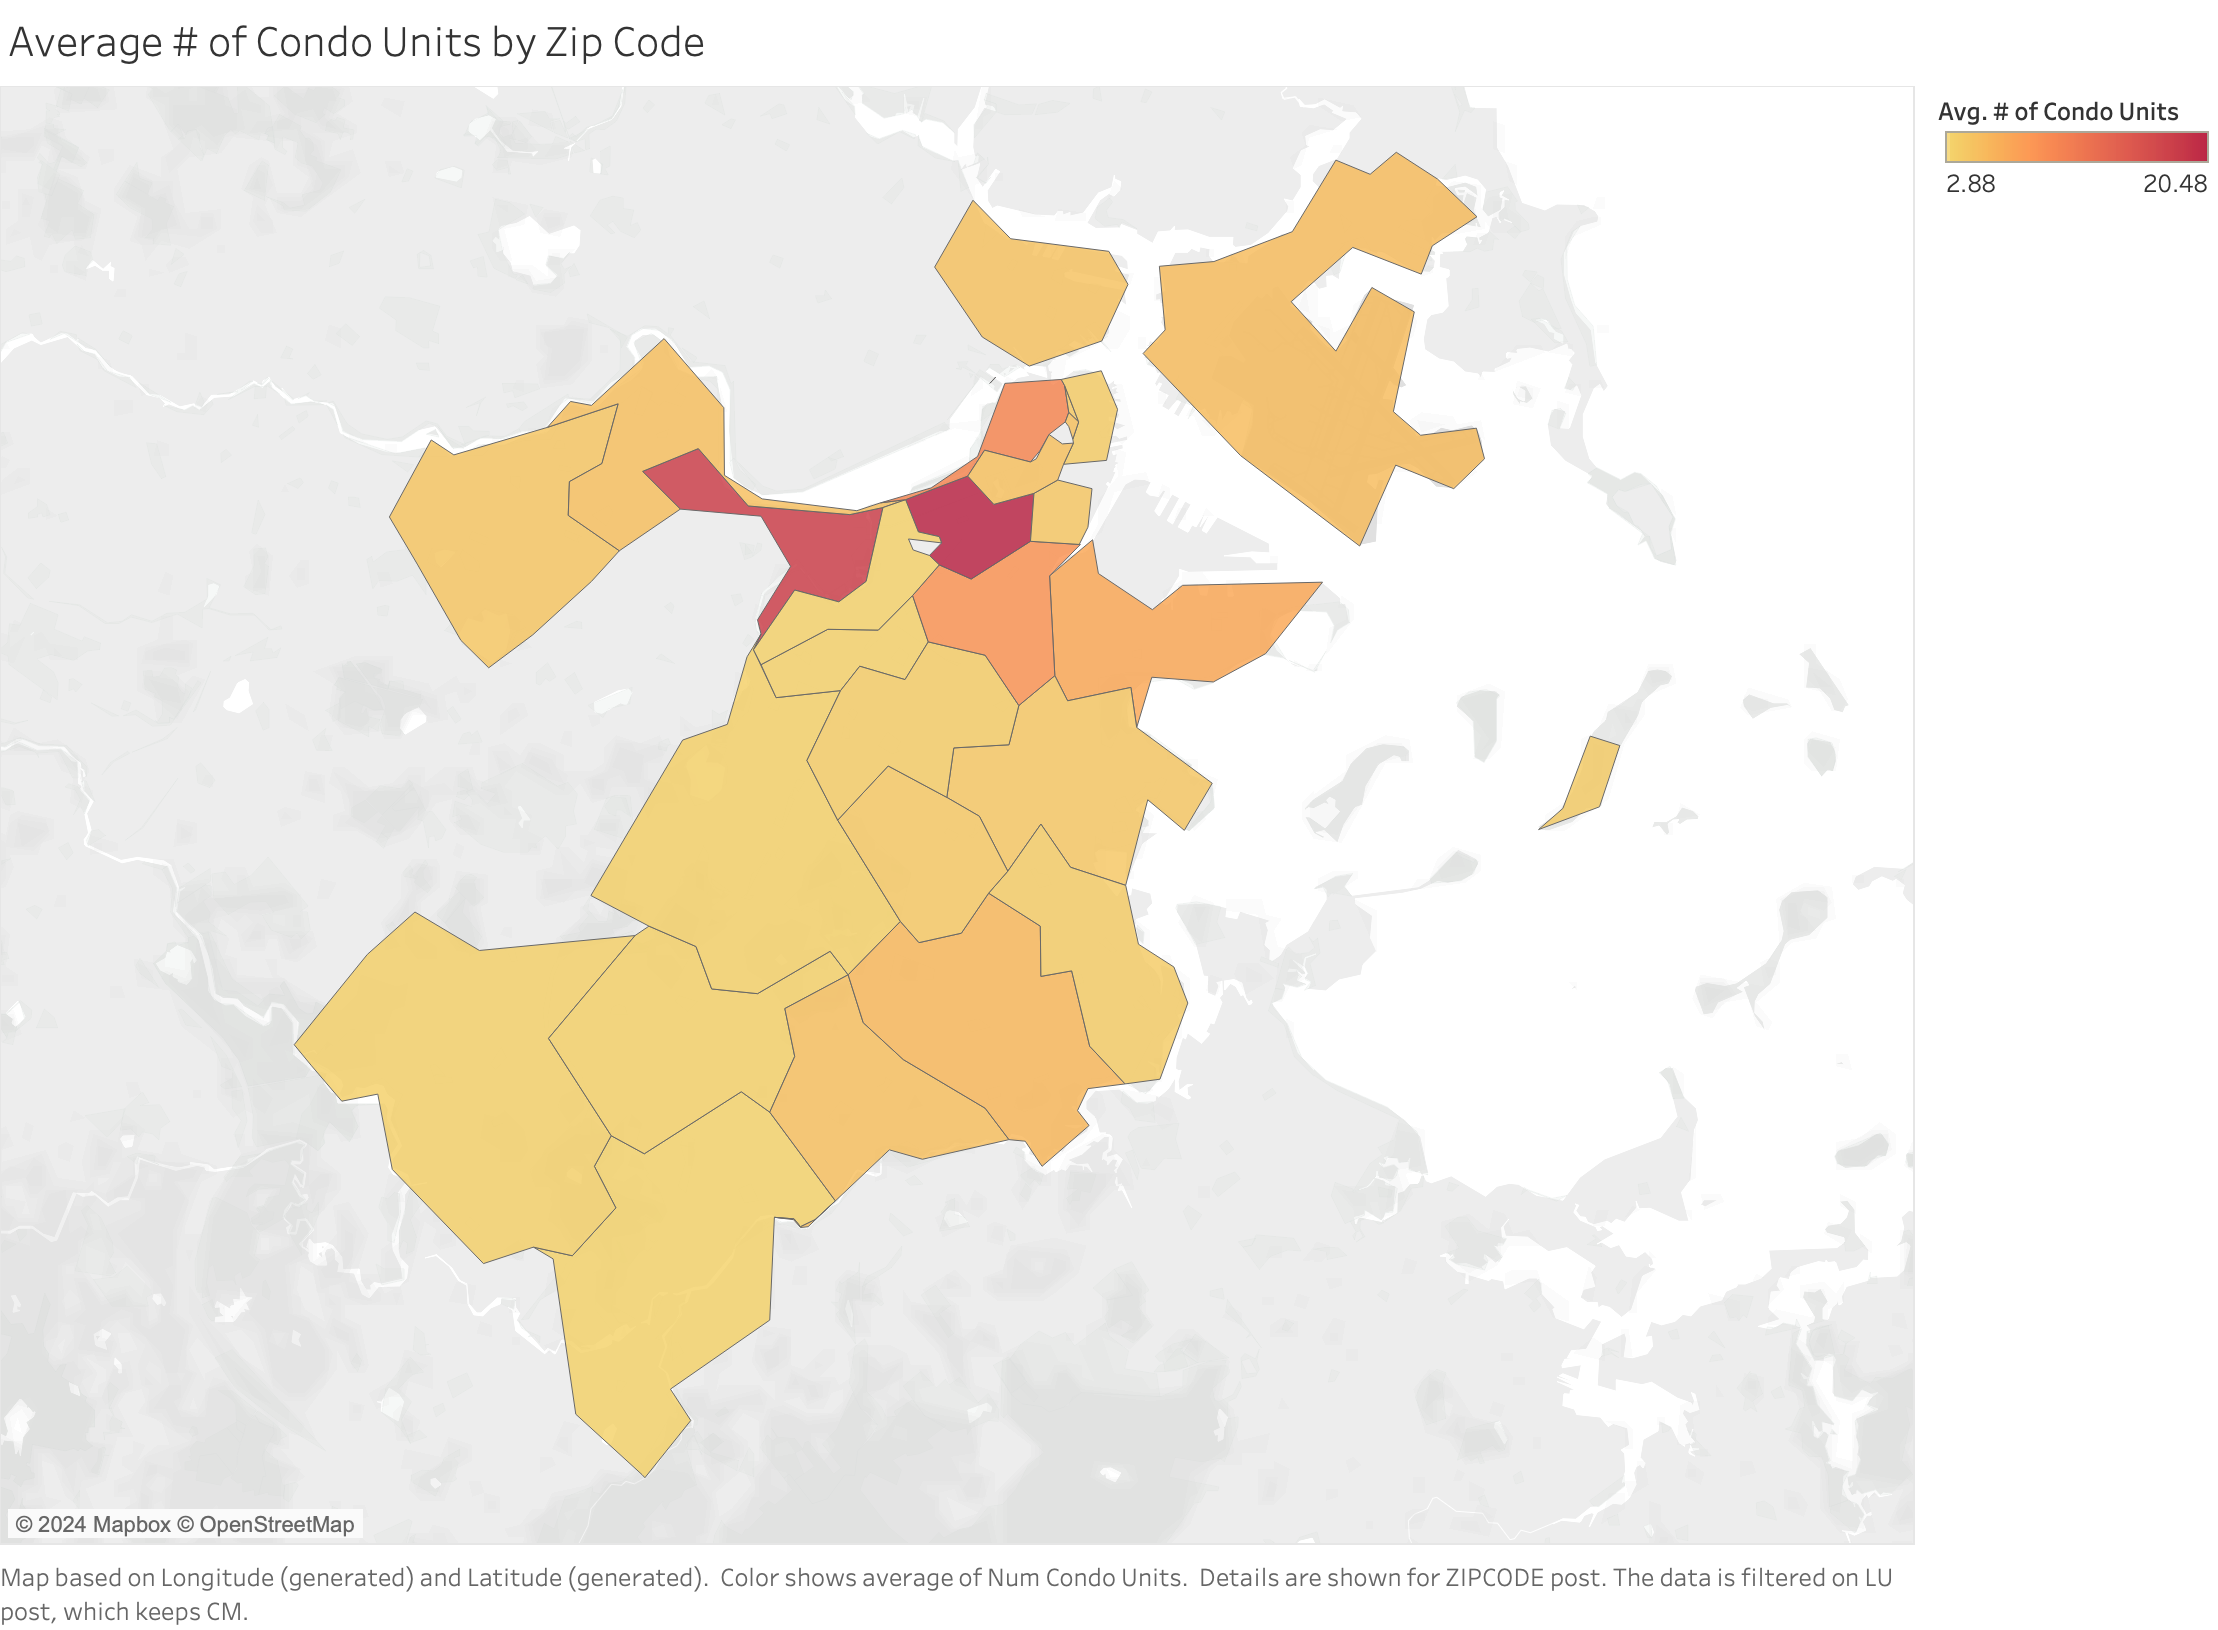 Average # of Condo Units by Zip Code
Avg. # of Condo Units
2.88 20.48
© 2024 Mapbox © OpenStreetMap
Map based on Longitude (generated) and Latitude (generated).  Color shows average of Num Condo Units.  Details are shown for ZIPCODE post. The data is filtered on LU
post, which keeps CM.